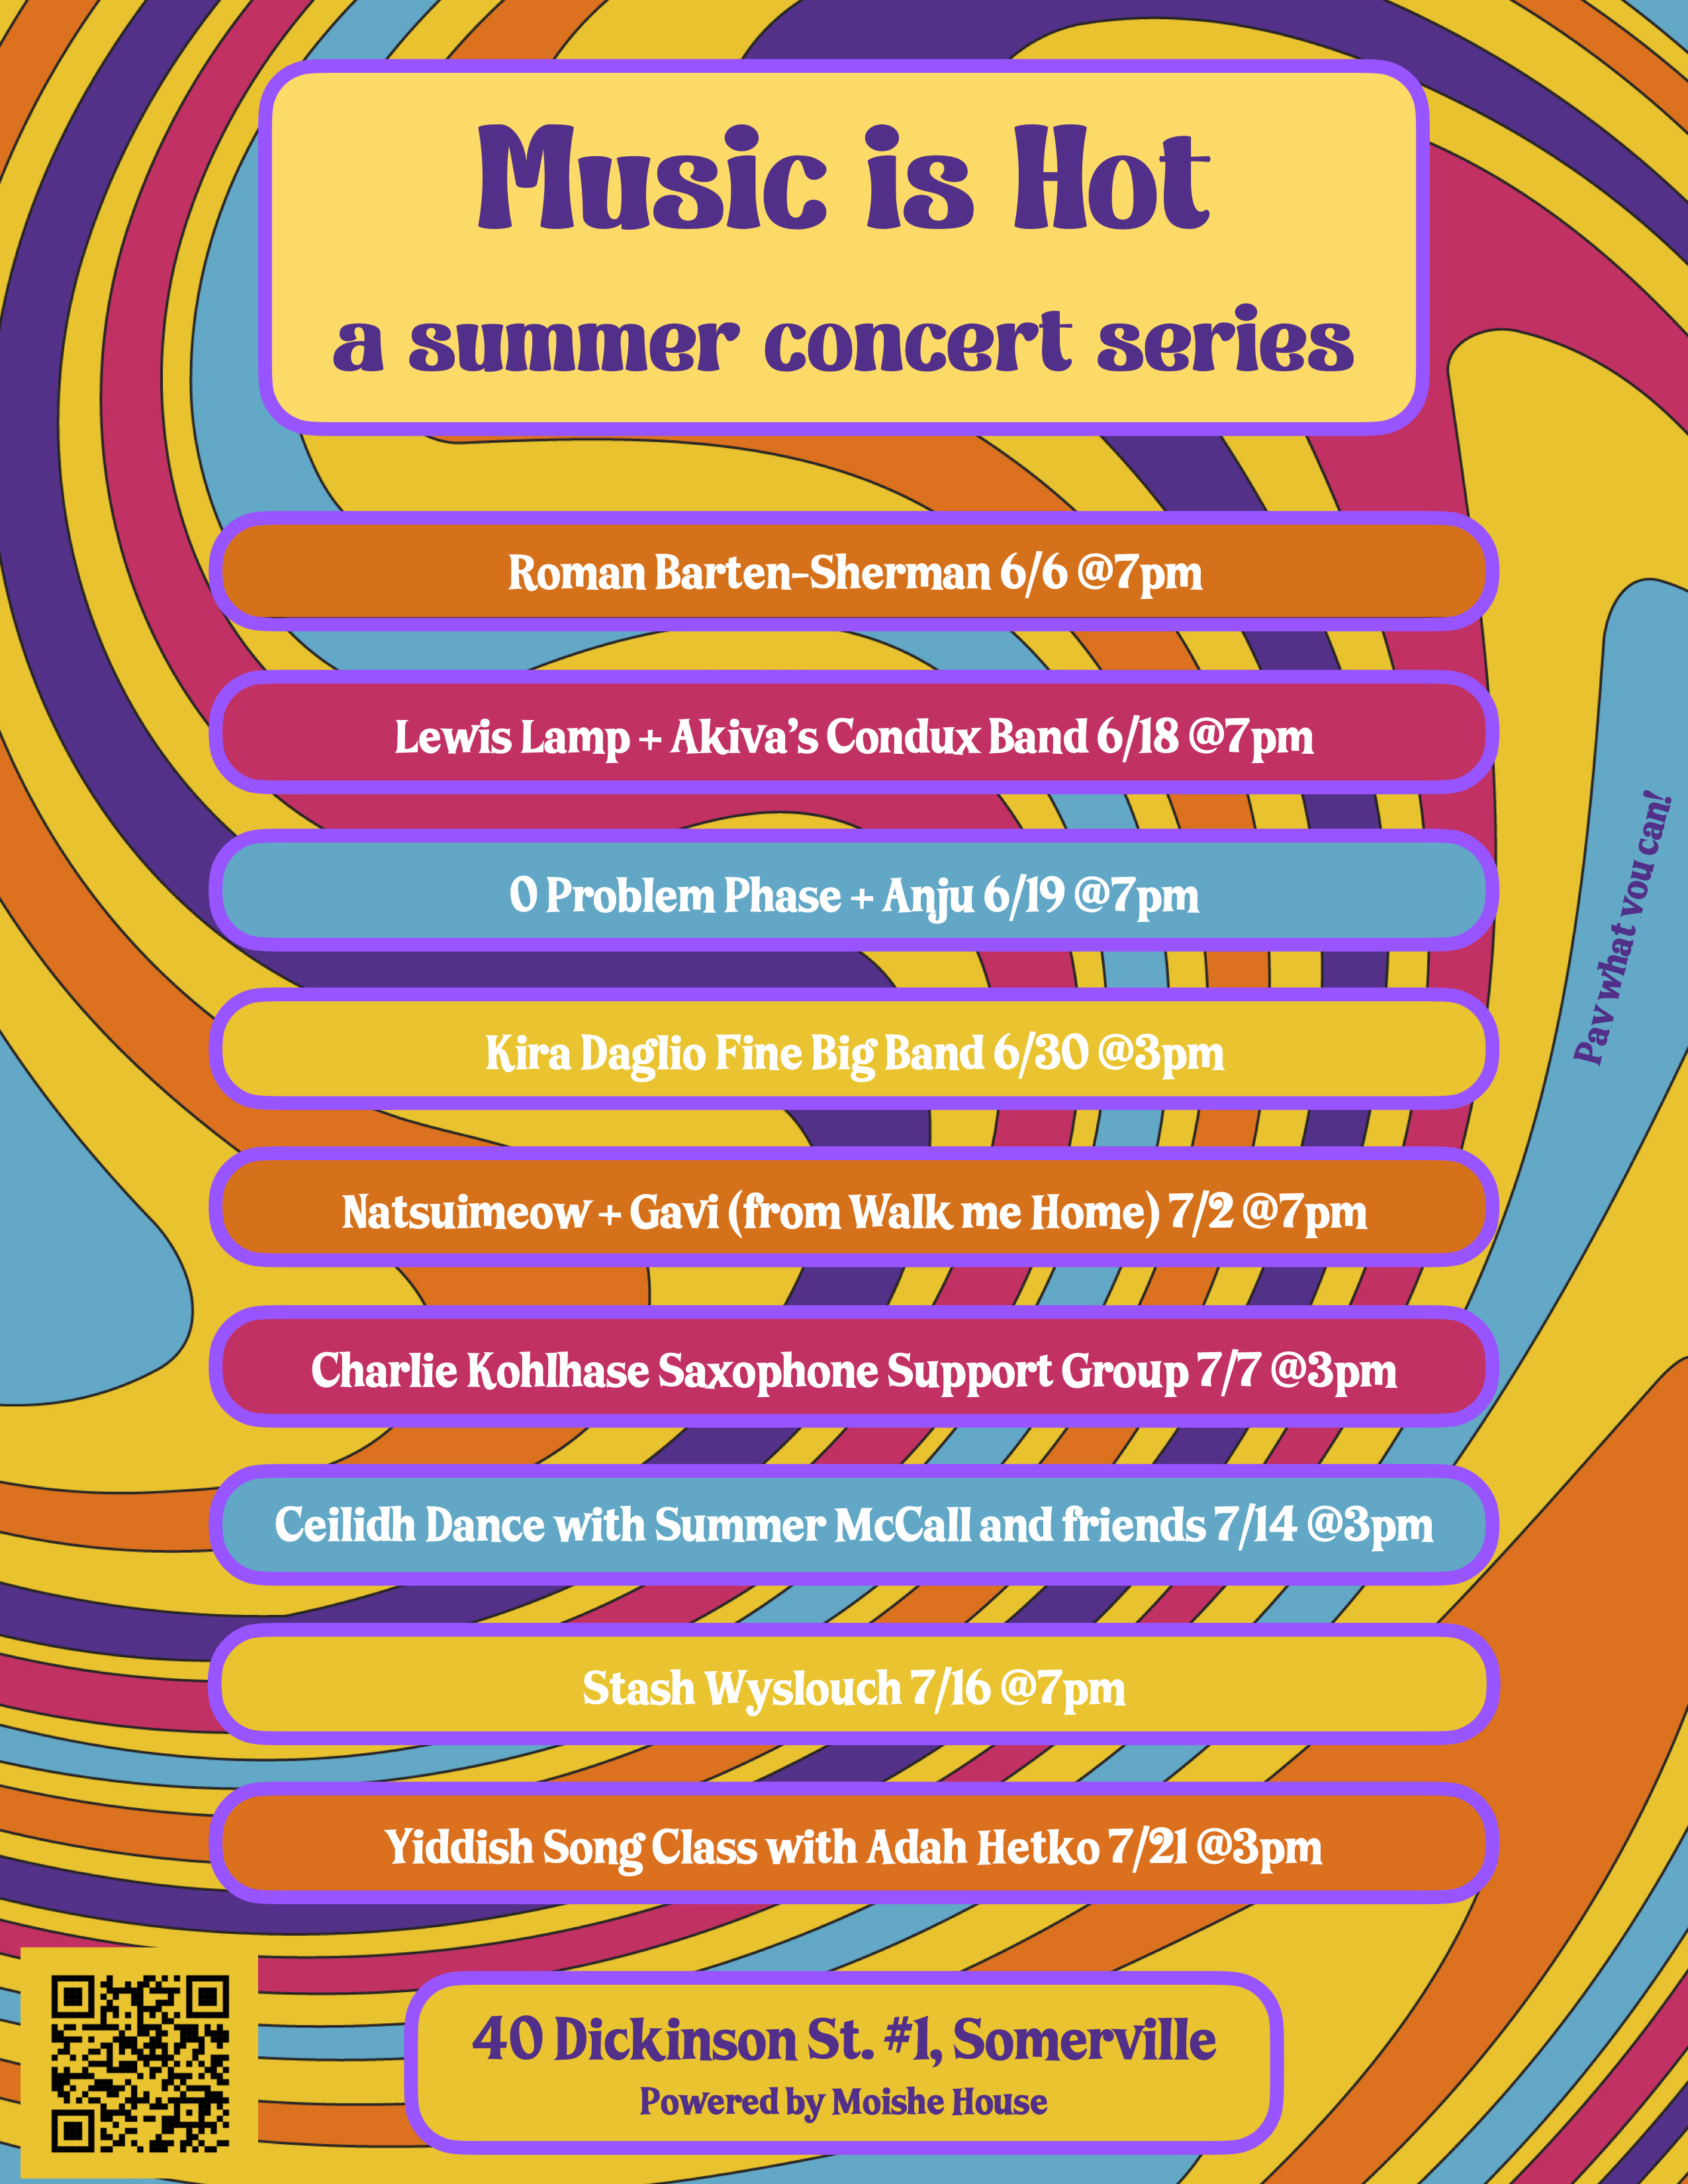 Music is Hot
a summer concert series
Roman Barten-Sherman 6/6 @7pm
Lewis Lamp + Akiva's Condux Band 6/18 @7pm
0 Problem Phase + Anju 6/19 @7pm
Kira Daglio Fine Big Band 6/30 @3pm
Natsuimeow + Gavi (from Walk me Home) 7/2 @7pm
Charlie Kohlhase Saxophone Support Group 7/7 @3pm
Ceilidh Dance with Summer McCall and friends 7/14 @3pm
Stash Wyslouch 7/16 @7pm
Yiddish Song Class with Adah Hetko 7/21 @3pm
Pay what you can!
40 Dickinson St. #1, Somerville
Powered by Moishe House